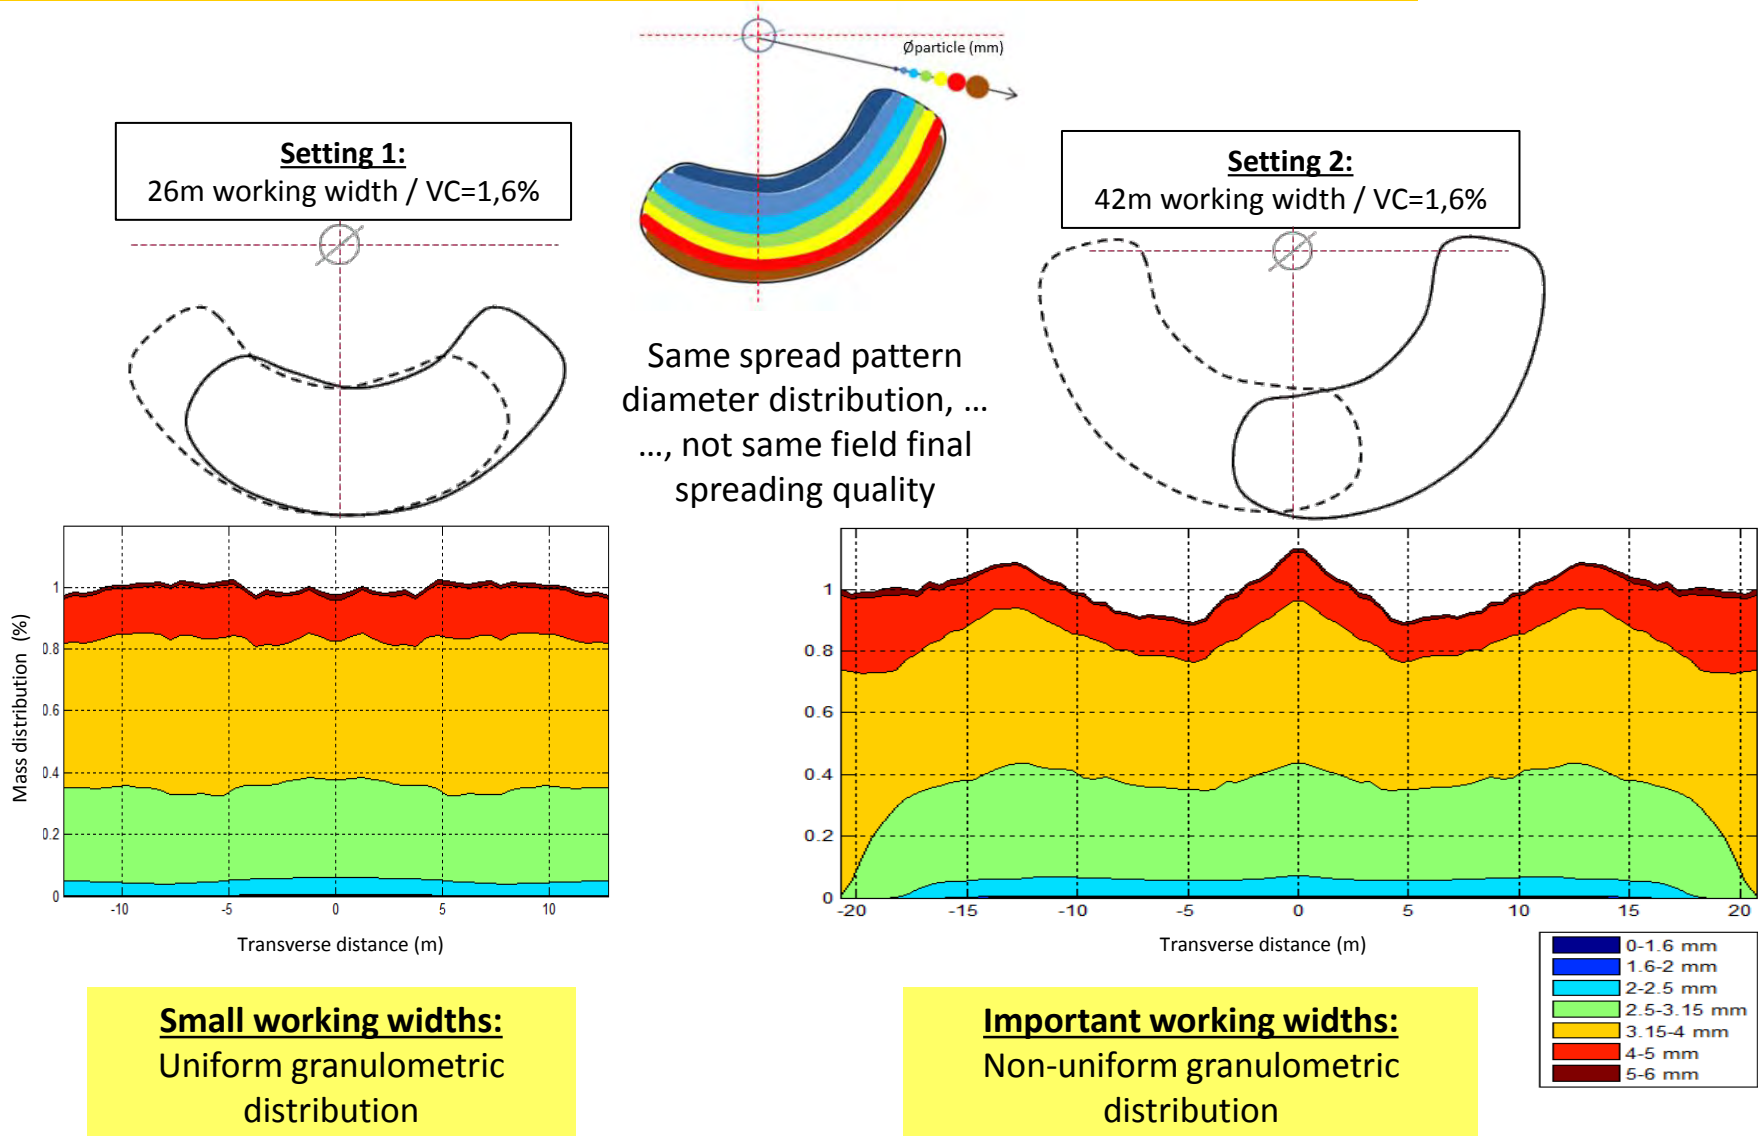 Øparticle (mm)
Setting 1:
26m working width / VC=1,6%
Setting 2:
42m working width / VC=1,6%
Same spread pattern
diameter distribution, ...
..., not same field final
spreading quality
Mass distribution (%)
1
0.8
0.6
0.4
0.2
0
-10
-5
0
5
10
Transverse distance (m)
1
0.8
0.6
0.4
0.2
0
-20
-15
-10
-5
0
5
10
15
20
Transverse distance (m)
0-1.6 mm
1.6-2 mm
2-2.5 mm
2.5-3.15 mm
3.15-4 mm
4-5 mm
5-6 mm
Small working widths:
Uniform granulometric
distribution
Important working widths:
Non-uniform granulometric
distribution